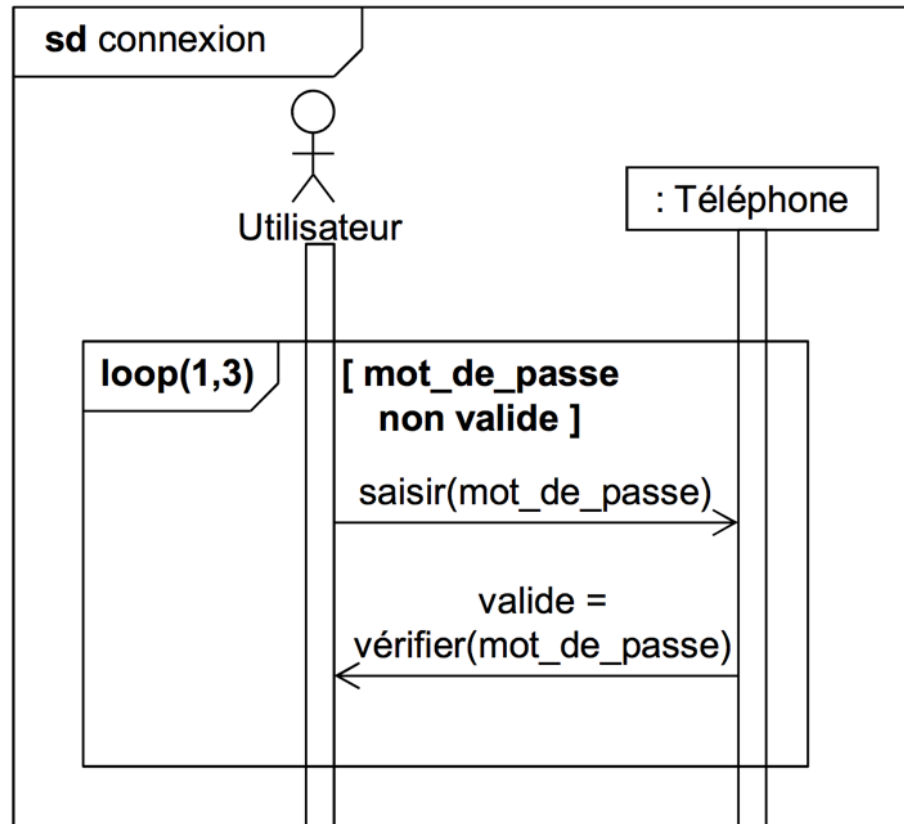 sd connexion
Utilisateur
: Téléphone
loop(1,3)
[ mot_de_passe
non valide ]
saisir(mot_de_passe)
valide =
vérifier(mot_de_passe)